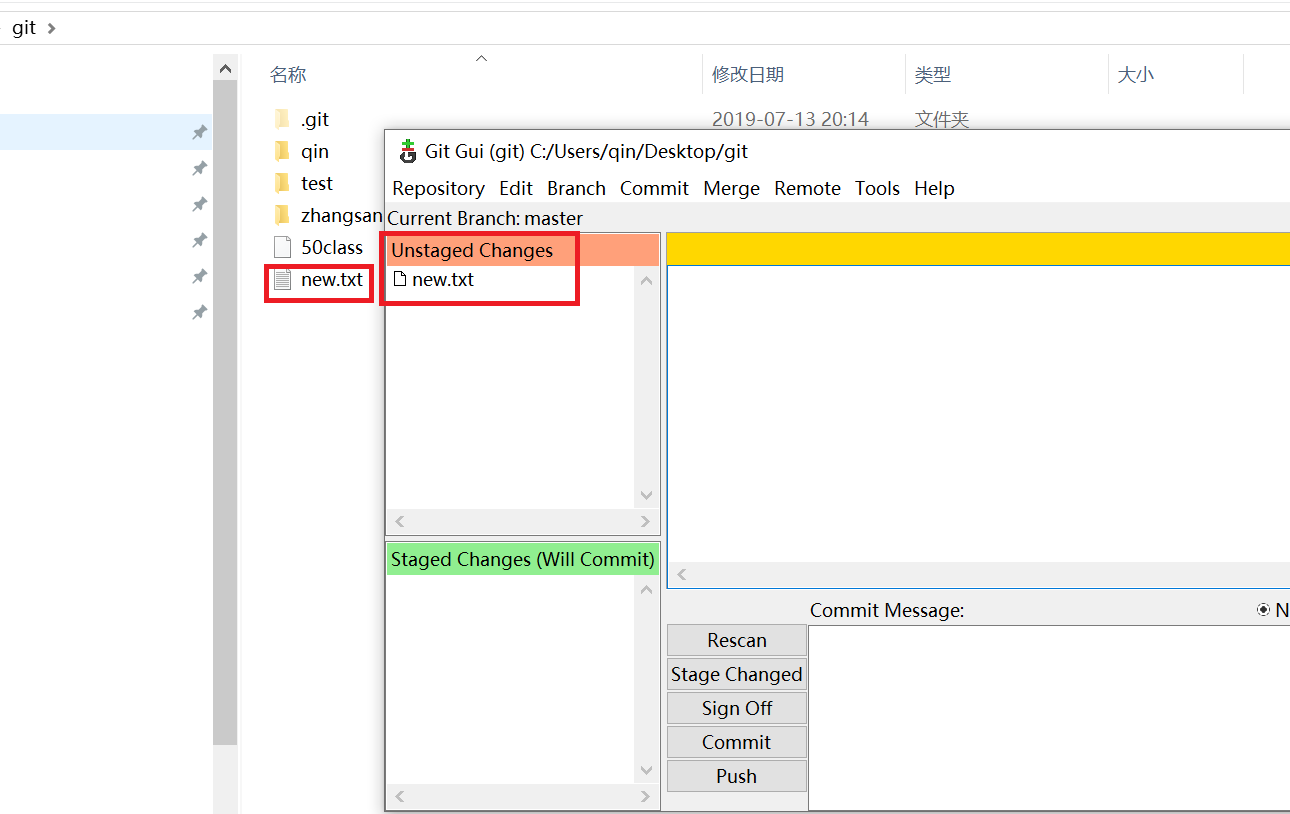 git
名称 修改日期 类型 大小
.git 2019-07-13 20:14 文件夹
qin
test
zhangsan
50class
new.txt
Git Gui (git) C:/Users/qin/Desktop/git
Repository Edit Branch Commit Merge Remote Tools Help
Current Branch: master
Unstaged Changes
new.txt
Staged Changes (Will Commit)
Commit Message: N
Rescan
Stage Changed
Sign Off
Commit
Push